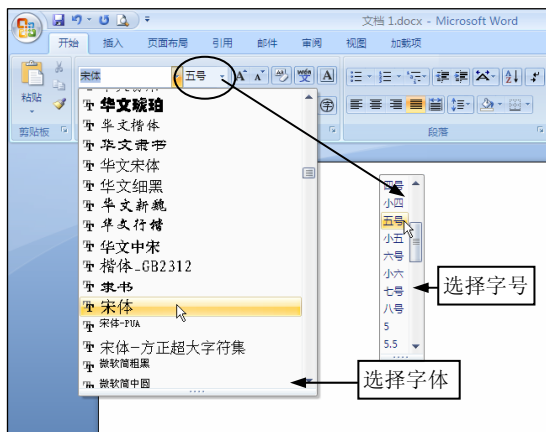 文档 1.docx - Microsoft Word
开始 插入 页面布局 引用 邮件 审阅 视图 加载项
宋体 五号
粘贴
剪贴板 段落
华文琥珀
华文楷体
华文隶书
华文宋体
华文细黑
华文新魏
华文行楷
华文中宋
楷体_GB2312
隶书
宋体
宋体-PUA
宋体-方正超大字符集
微软简粗黑
微软简中圆
四号
小四
五号
小五
六号
小六
七号
八号
5
5.5
选择字号
选择字体